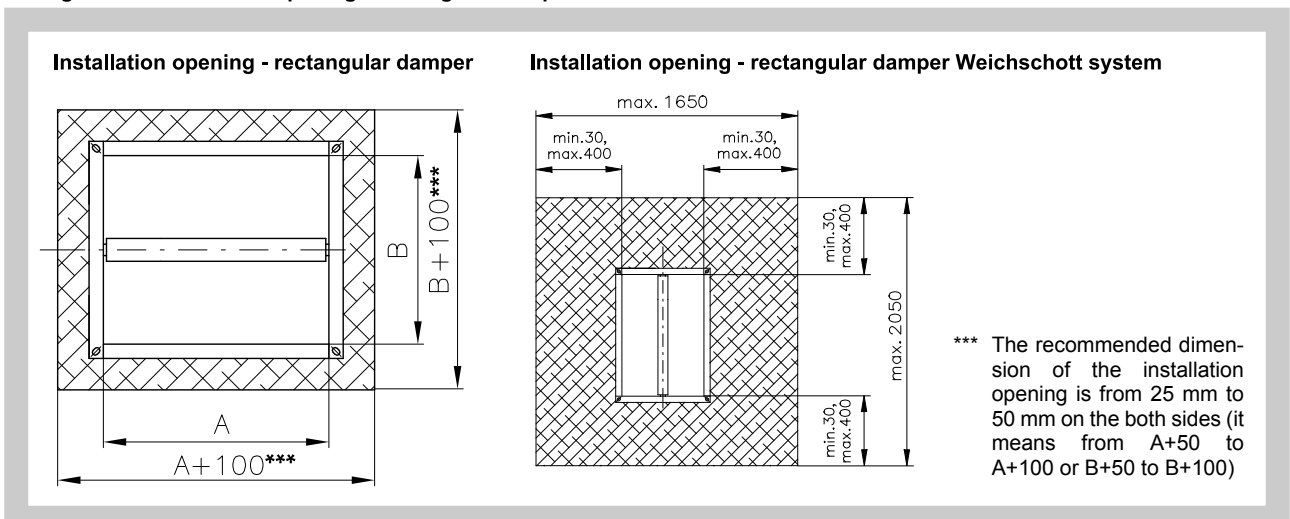 Installation opening - rectangular damper
A
A+100***
B
B+100***
Installation opening - rectangular damper Weichschott system
max. 1650
min.30,
max.400
min.30,
max.400
min.30,
max.400
max. 2050
min.30,
max.400
*** The recommended dimen-
sion of the installation
opening is from 25 mm to
50 mm on the both sides (it
means from A+50 to
A+100 or B+50 to B+100)